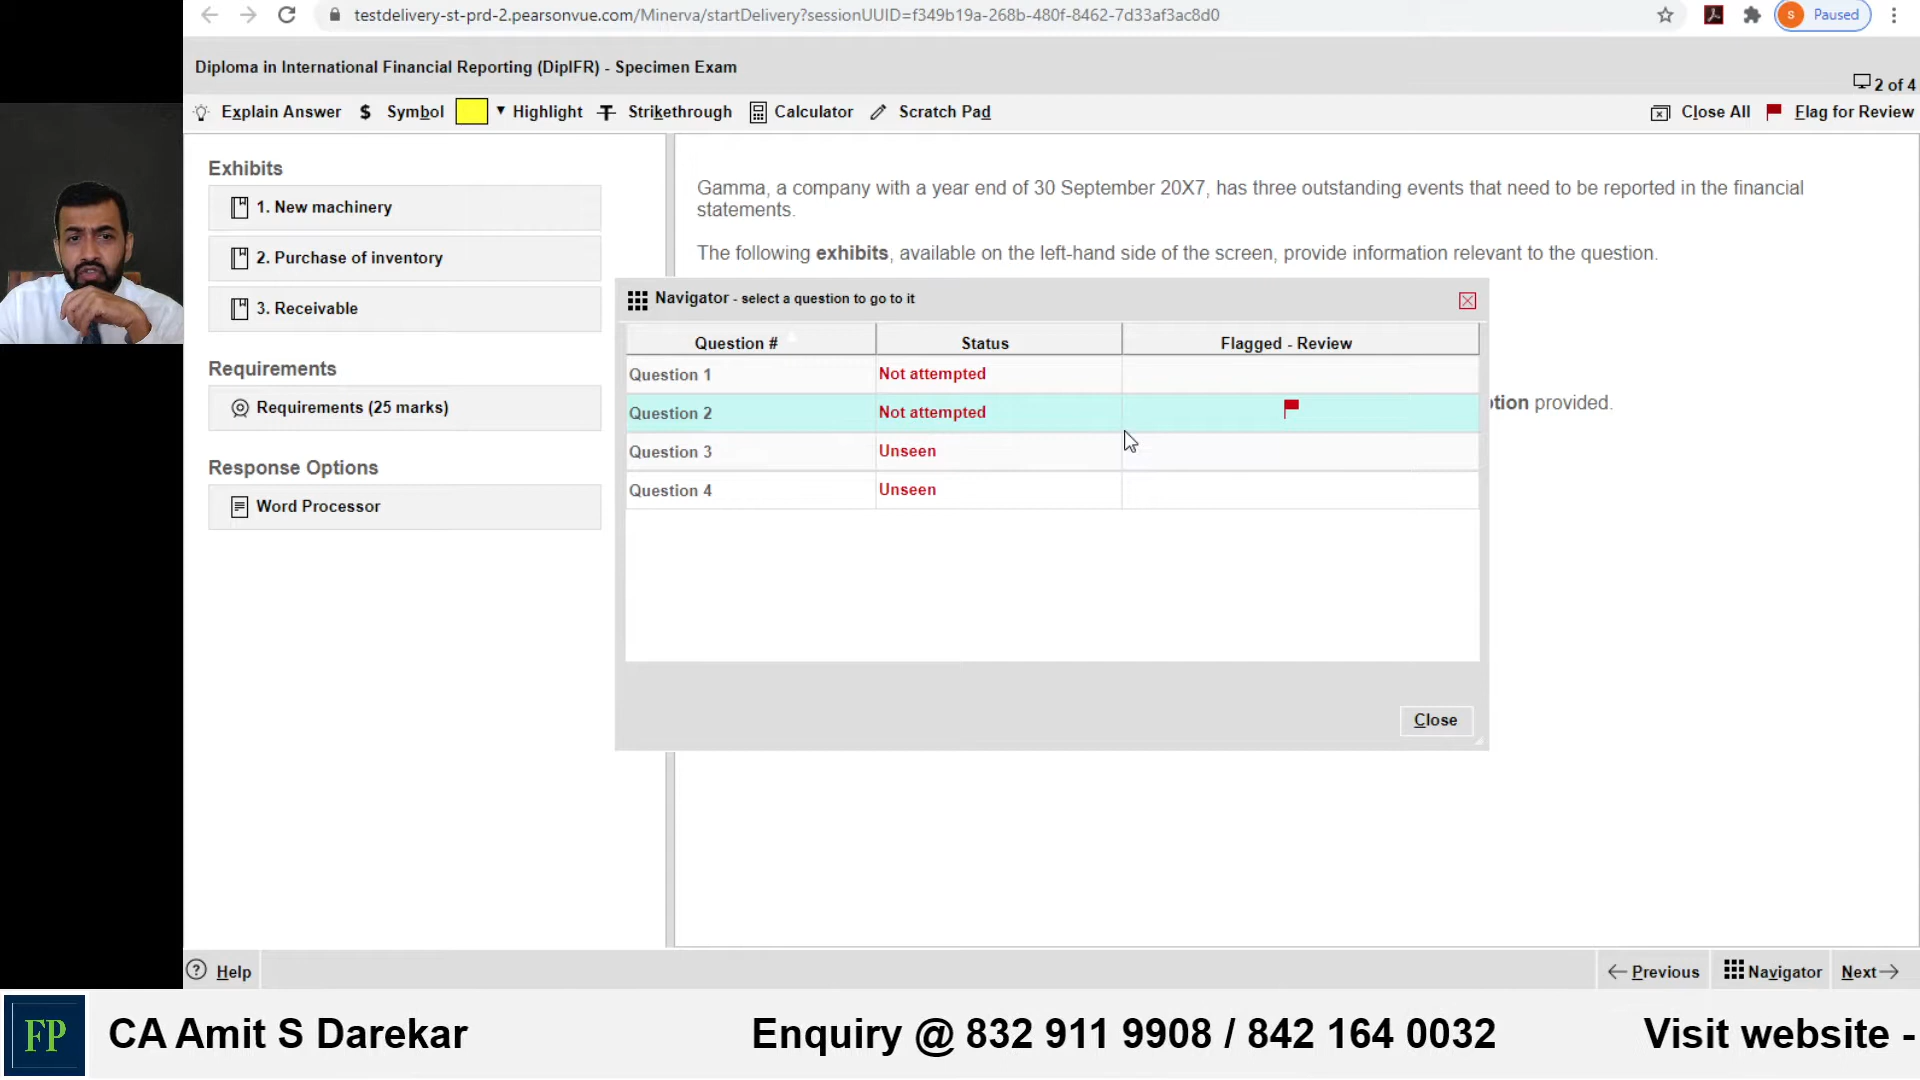 testdelivery-st-prd-2.pearsonvue.com/Minerva/startDelivery?sessionUUID=f349b19a-268b-480f-8462-7d33af3ac8d0
S Paused
Diploma in International Financial Reporting (DipIFR) - Specimen Exam
2 of 4
Explain Answer
$ Symbol
Highlight
Strikethrough
Calculator
Scratch Pad
Close All
Flag for Review
Exhibits
1. New machinery
2. Purchase of inventory
3. Receivable
Requirements
Requirements (25 marks)
Response Options
Word Processor
Gamma, a company with a year end of 30 September 20X7, has three outstanding events that need to be reported in the financial
statements.
The following exhibits, available on the left-hand side of the screen, provide information relevant to the question.
ption provided.
Navigator - select a question to go to it
Question # Status Flagged - Review
Question 1 Not attempted
Question 2 Not attempted
Question 3 Unseen
Question 4 Unseen
Close
Help
Previous
Navigator
Next
FP
CA Amit S Darekar
Enquiry @ 832 911 9908 / 842 164 0032
Visit website -